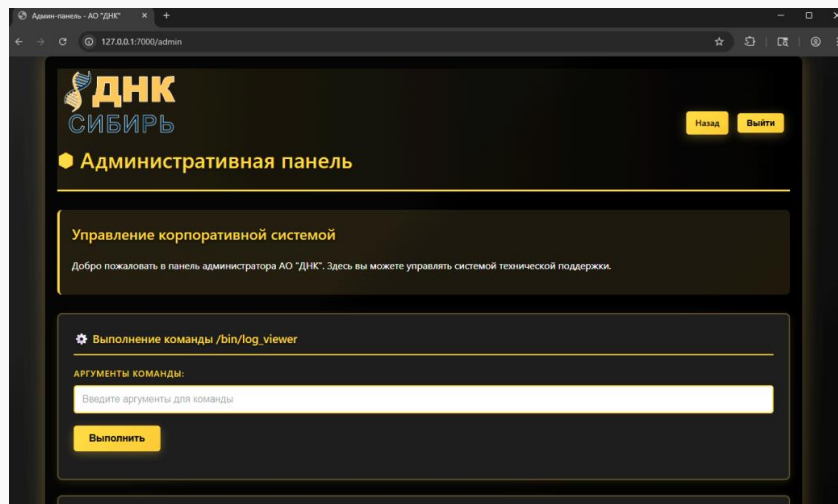 Админ-панель - АО "ДНК"
127.0.0.1:7000/admin
ДНК
СИБИРЬ
Назад
Выйти
Административная панель
Управление корпоративной системой
Добро пожаловать в панель администратора АО "ДНК". Здесь вы можете управлять системой технической поддержки.
Выполнение команды /bin/log_viewer
АРГУМЕНТЫ КОМАНДЫ:
Введите аргументы для команды
Выполнить